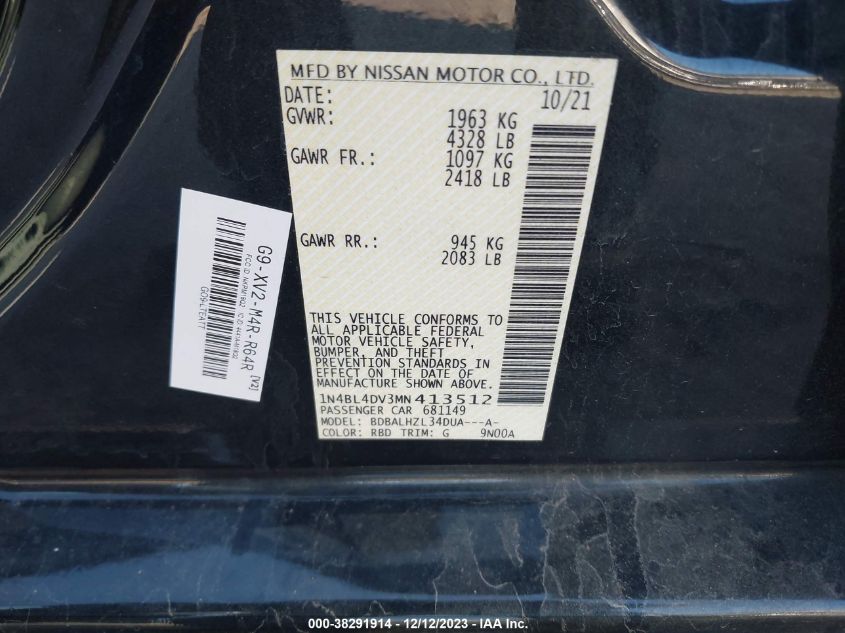 MFD BY NISSAN MOTOR CO., LTD.
DATE: 10/21
GVWR: 1963 KG
4328 LB
GAWR FR.: 1097 KG
2418 LB
GAWR RR.: 945 KG
2083 LB
THIS VEHICLE CONFORMS TO
ALL APPLICABLE FEDERAL
MOTOR VEHICLE SAFETY,
BUMPER, AND THEFT
PREVENTION STANDARDS IN
EFFECT ON THE DATE OF
MANUFACTURE SHOWN ABOVE.
1N4BL4DV3MN413512
PASSENGER CAR 681149
MODEL: BDBALHZL34DUA---A-
COLOR: RBD TRIM: G 9N00A
G9-XV2-M4R-R64R [V2]
FCC ID:
000-38291914 - 12/12/2023 - IAA Inc.